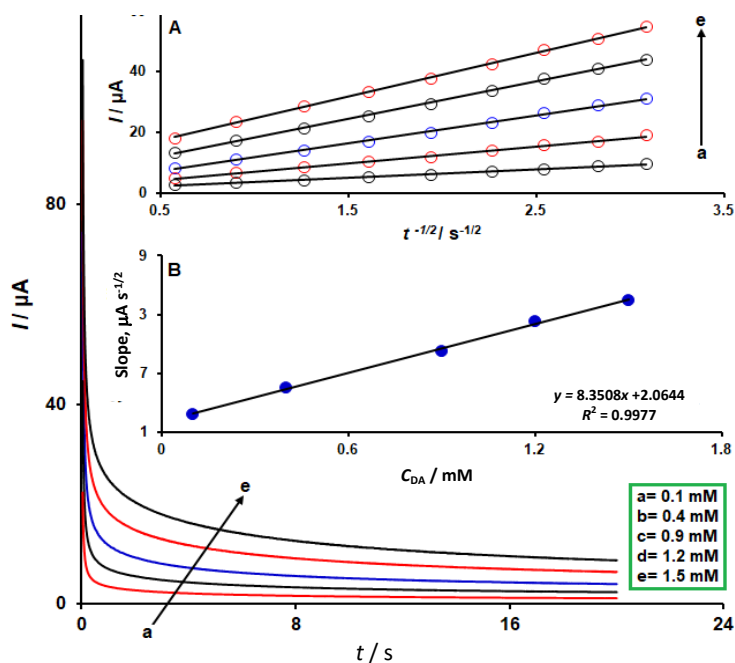 A
I / µA
40
20
0
e
a
0.5
1.5
2.5
3.5
t -1/2 / s-1/2
B
Slope, µA s-1/2
9
3
7
1
y = 8.3508x +2.0644
R2 = 0.9977
0
0.6
1.2
1.8
CDA / mM
I / µA
80
40
0
e
a
a= 0.1 mM
b= 0.4 mM
c= 0.9 mM
d= 1.2 mM
e= 1.5 mM
0
8
16
24
t / s